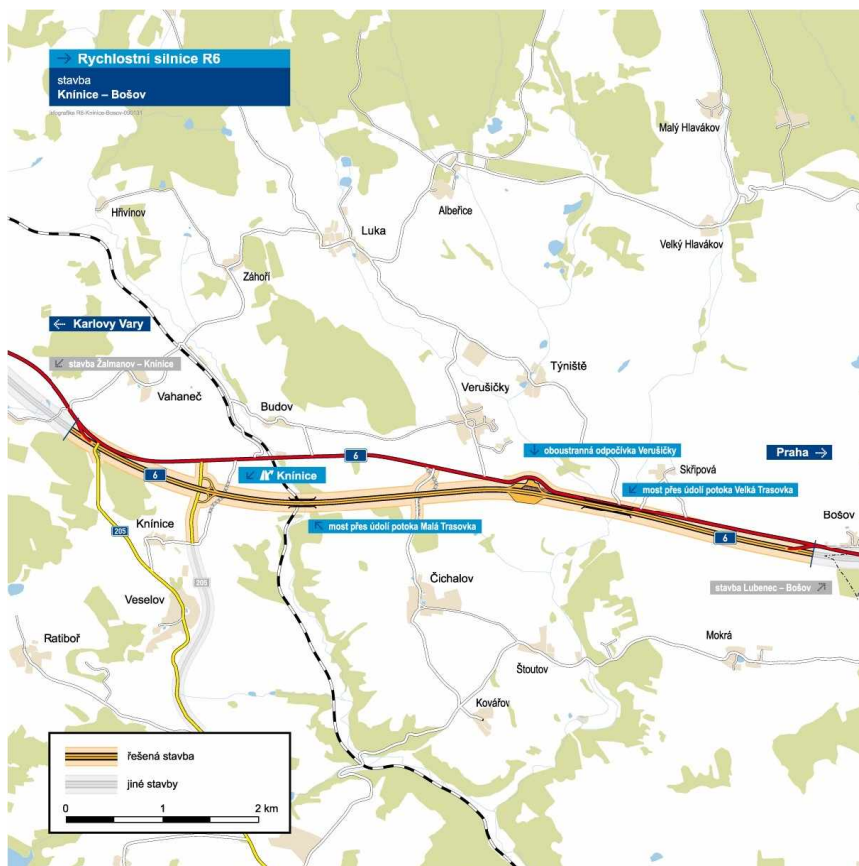 → Rychlostní silnice R6
stavba
Knínice – Bošov
Malý Hlavákov
Albeřice
Hřivínov
Luka
Velký Hlavákov
Záhoří
← Karlovy Vary
stavba Žalmanov – Knínice
Týniště
Verušičky
Vahaneč
Budov
oboustranná odpočívka Verušičky
Praha →
6
Skřipová
Knínice
6
most přes údolí potoka Velká Trasovka
Bošov
205
Knínice
most přes údolí potoka Malá Trasovka
6
205
Čichalov
stavba Lubenec – Bošov
Veselov
Ratiboř
Mokrá
Štoutov
Kovářov
řešená stavba
jiné stavby
0 1 2 km